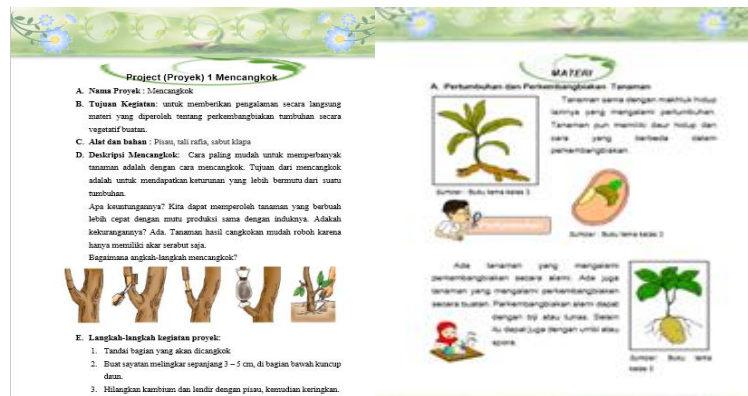 Project (Proyek) 1 Mencangkok
A. Nama Proyek : Mencangkok
B. Tujuan Kegiatan: untuk memberikan pengalaman secara langsung
materi yang diperoleh tentang perkembangbiakan tumbuhan secara
vegetatif buatan.
C. Alat dan bahan : Pisau, tali rafia, sabut klapa
D. Deskripsi Mencangkok: Cara paling mudah untuk memperbanyak
tanaman adalah dengan cara mencangkok. Tujuan dari mencangkok
adalah untuk mendapatkan keturunan yang lebih bermutu dari suatu
tumbuhan.
Apa keuntungannya? Kita dapat memperoleh tanaman yang berbuah
lebih cepat dengan mutu produksi sama dengan induknya. Adakah
kekurangannya? Ada. Tanaman hasil cangkokan mudah roboh karena
hanya memiliki akar serabut saja.
Bagaimana angkah-langkah mencangkok?
E. Langkah-langkah kegiatan proyek:
1. Tandai bagian yang akan dicangkok
2. Buat sayatan melingkar sepanjang 3 – 5 cm, di bagian bawah kuncup
daun.
3. Hilangkan kambium dan lendir dengan pisau, kemudian keringkan.
MATERI
A. Pertumbuhan dan Perkembangbiakan Tanaman
Tanaman sama dengan makhluk hidup
lainnya yang mengalami pertumbuhan.
Tanaman pun memiliki daur hidup dan
cara yang berbeda dalam
perkembangbiakan.
Sumber : Buku tema kelas 3
Sumber : Buku tema kelas 3
Ada tanaman yang mengalami
perkembangbiakan secara alami. Ada juga
tanaman yang mengalami perkembangbiakan
secara buatan. Perkembangbiakan alami dapat
dengan biji atau tunas. Selain
itu dapat juga dengan umbi atau
spora.
Sumber : Buku tema
kelas 3